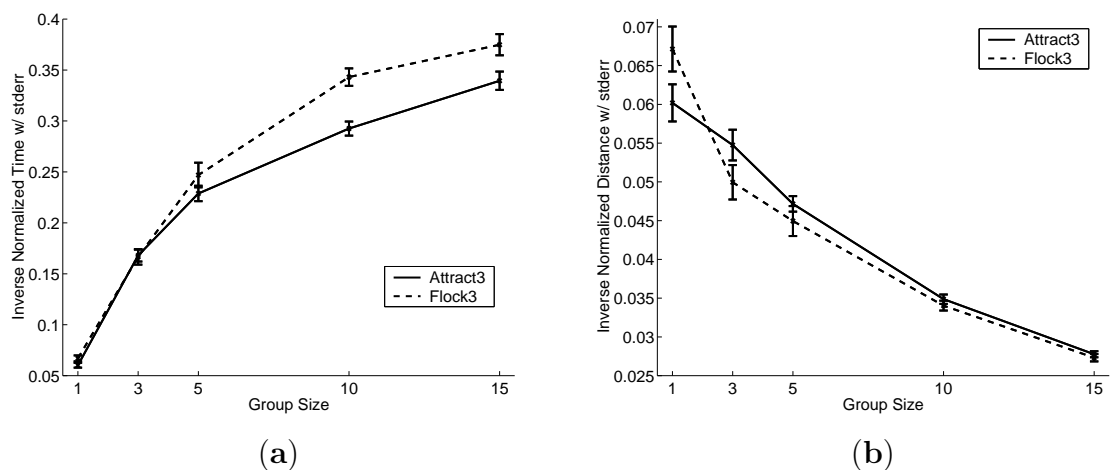 0.4
0.35
0.3
0.25
0.2
0.15
0.1
0.05
Inverse Normalized Time w/ stderr
Attract3
Flock3
1 3 5 10 15
Group Size
(a)
0.07
0.065
0.06
0.055
0.05
0.045
0.04
0.035
0.03
0.025
Inverse Normalized Distance w/ stderr
Attract3
Flock3
1 3 5 10 15
Group Size
(b)